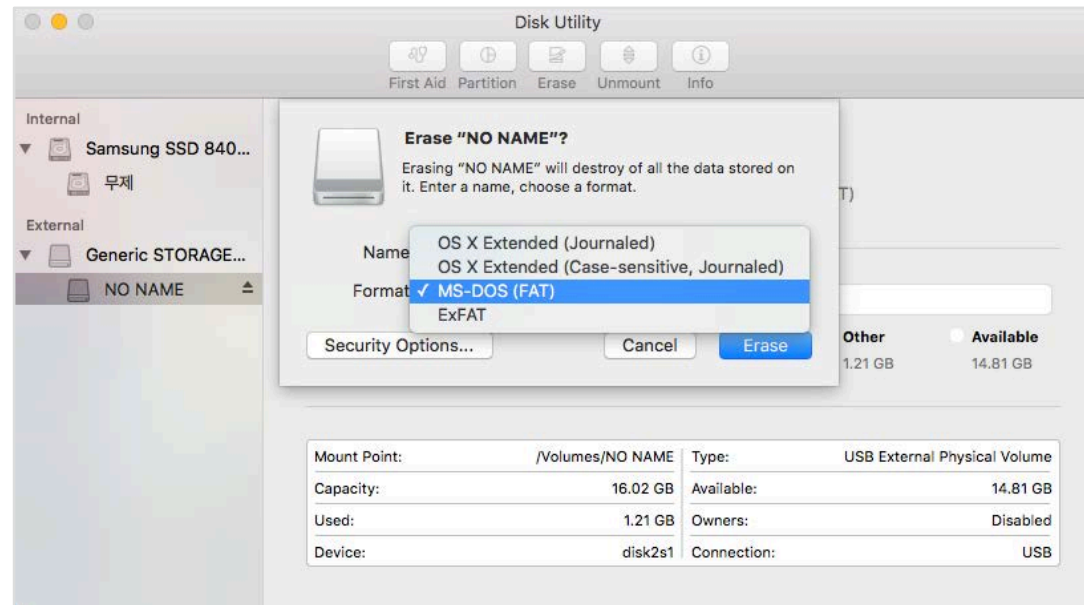 Disk Utility
First Aid Partition Erase Unmount Info
Internal
Samsung SSD 840...
무제
External
Generic STORAGE...
NO NAME
Erase “NO NAME”?
Erasing “NO NAME” will destroy of all the data stored on
it. Enter a name, choose a format.
T)
Name
OS X Extended (Journaled)
OS X Extended (Case-sensitive, Journaled)
Format ✓ MS-DOS (FAT)
ExFAT
Security Options... Cancel Erase
Other Available
1.21 GB 14.81 GB
Mount Point: /Volumes/NO NAME Type: USB External Physical Volume
Capacity: 16.02 GB Available: 14.81 GB
Used: 1.21 GB Owners: Disabled
Device: disk2s1 Connection: USB